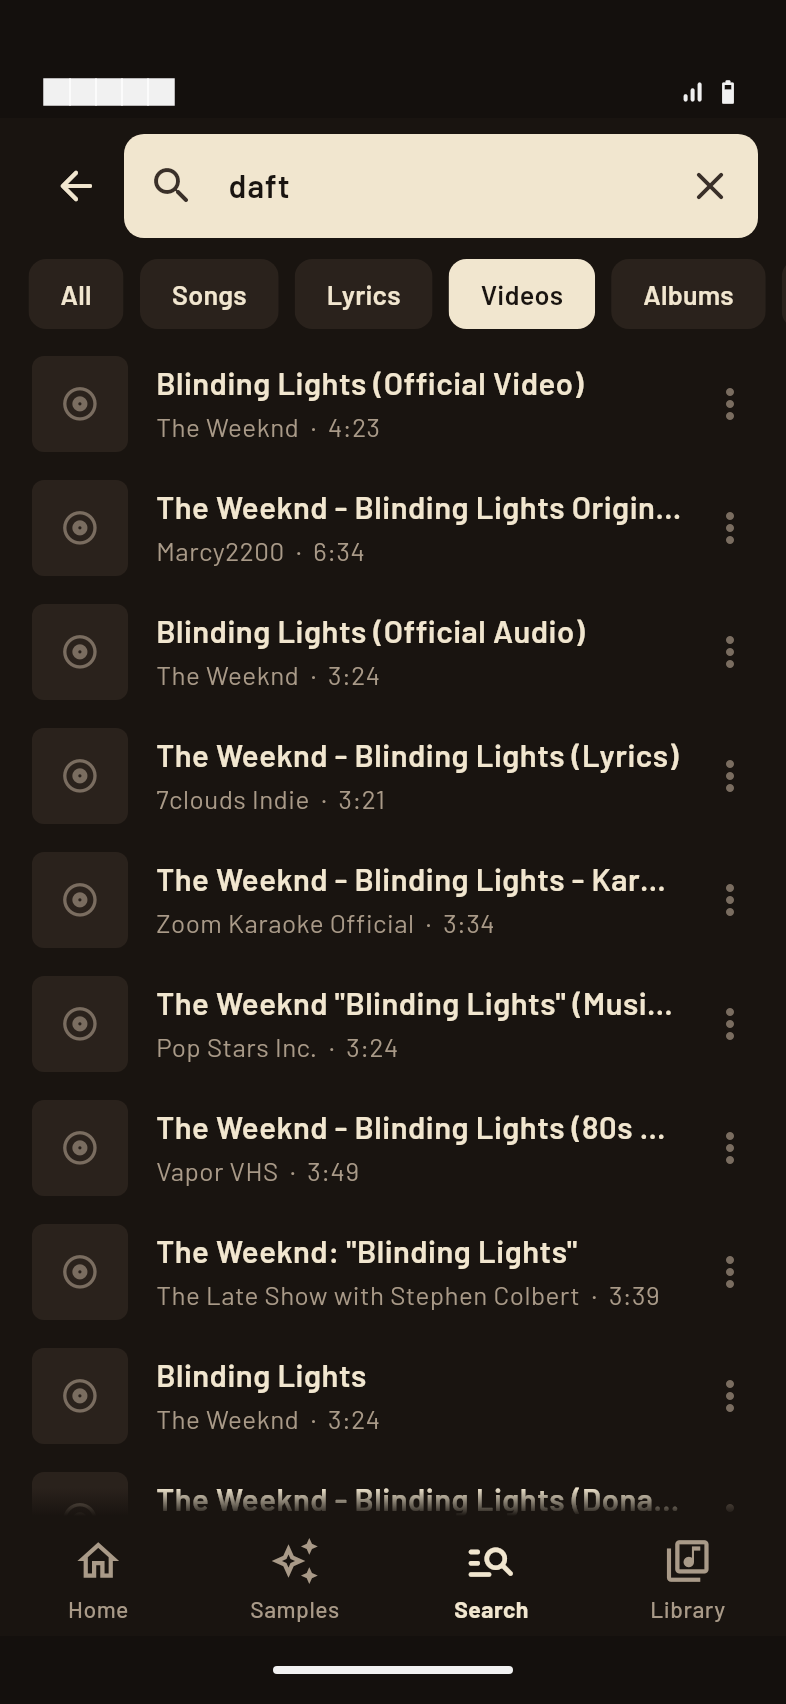 daft
All Songs Lyrics Videos Albums
Blinding Lights (Official Video)
The Weeknd · 4:23
The Weeknd - Blinding Lights Origin...
Marcy2200 · 6:34
Blinding Lights (Official Audio)
The Weeknd · 3:24
The Weeknd - Blinding Lights (Lyrics)
7clouds Indie · 3:21
The Weeknd - Blinding Lights - Kar...
Zoom Karaoke Official · 3:34
The Weeknd "Blinding Lights" (Musi...
Pop Stars Inc. · 3:24
The Weeknd - Blinding Lights (80s ...
Vapor VHS · 3:49
The Weeknd: "Blinding Lights"
The Late Show with Stephen Colbert · 3:39
Blinding Lights
The Weeknd · 3:24
The Weeknd - Blinding Lights (Dona...
Home Samples Search Library